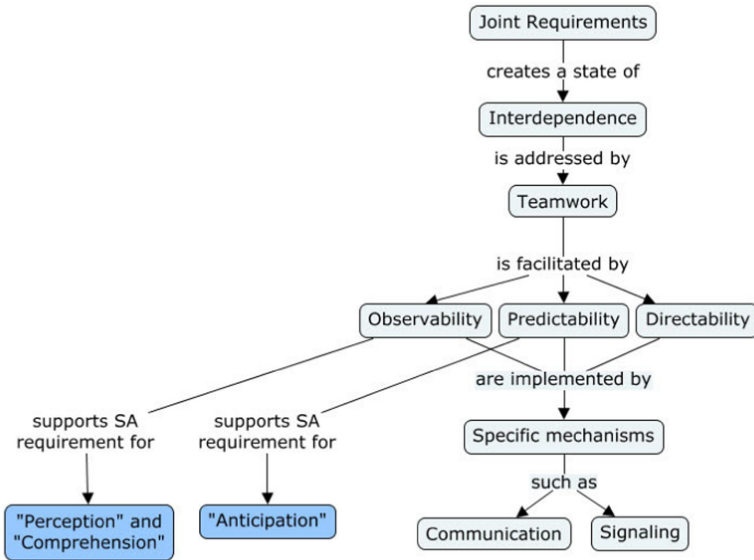 Joint Requirements
creates a state of
Interdependence
is addressed by
Teamwork
is facilitated by
Observability
Predictability
Directability
are implemented by
supports SA
requirement for
supports SA
requirement for
Specific mechanisms
such as
"Perception" and
"Comprehension"
"Anticipation"
Communication
Signaling